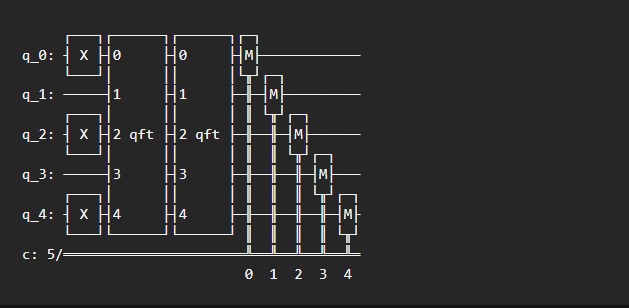 q_0: X 0 0 M
q_1: 1 1 M
q_2: X 2 qft 2 qft M
q_3: 3 3 M
q_4: X 4 4 M
c: 5/
0 1 2 3 4